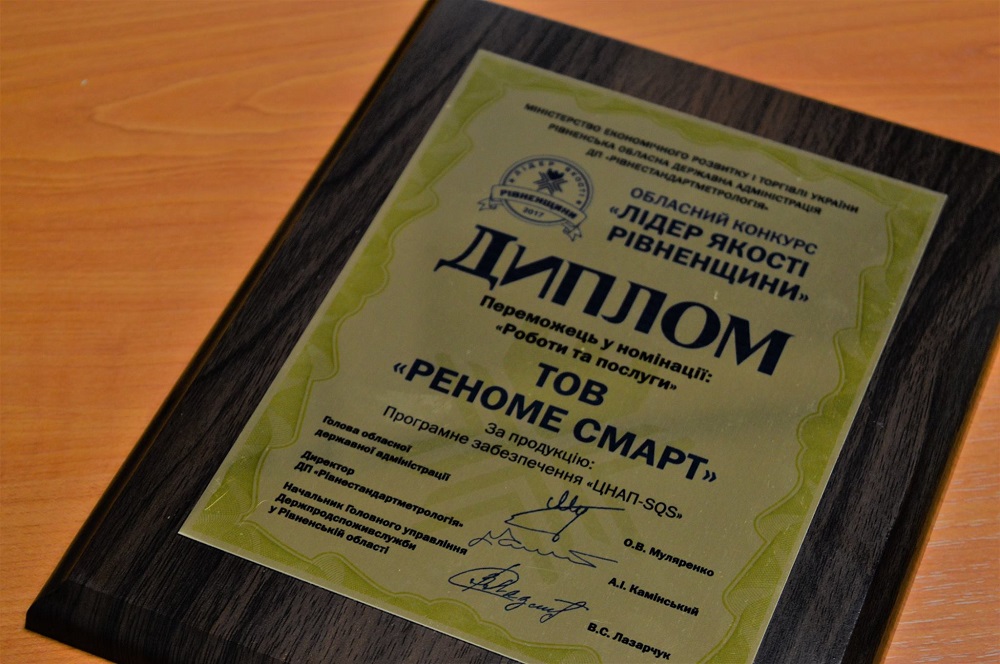 МІНІСТЕРСТВО ЕКОНОМІЧНОГО РОЗВИТКУ І ТОРГІВЛІ УКРАЇНИ
РІВНЕНСЬКА ОБЛАСНА ДЕРЖАВНА АДМІНІСТРАЦІЯ
ДП «РІВНЕСТАНДАРТМЕТРОЛОГІЯ»
ЛІДЕР ЯКОСТІ
РІВНЕНЩИНИ
2017
ОБЛАСНИЙ КОНКУРС
«ЛІДЕР ЯКОСТІ
РІВНЕНЩИНИ»
ДИПЛОМ
Переможець у номінації:
«Роботи та послуги»
ТОВ
«РЕНОМЕ СМАРТ»
За продукцію:
Програмне забезпечення «ЦНАП-SQS»
Голова обласної
державної адміністрації
О.В. Муляренко
Директор
ДП «Рівнестандартметрологія»
А.І. Камінський
Начальник Головного управління
Держпродспоживслужби
у Рівненській області
В.С. Лазарчук